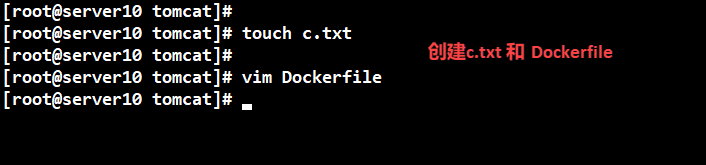 [root@server10 tomcat]#
[root@server10 tomcat]# touch c.txt
[root@server10 tomcat]#
创建c.txt 和 Dockerfile
[root@server10 tomcat]# vim Dockerfile
[root@server10 tomcat]#